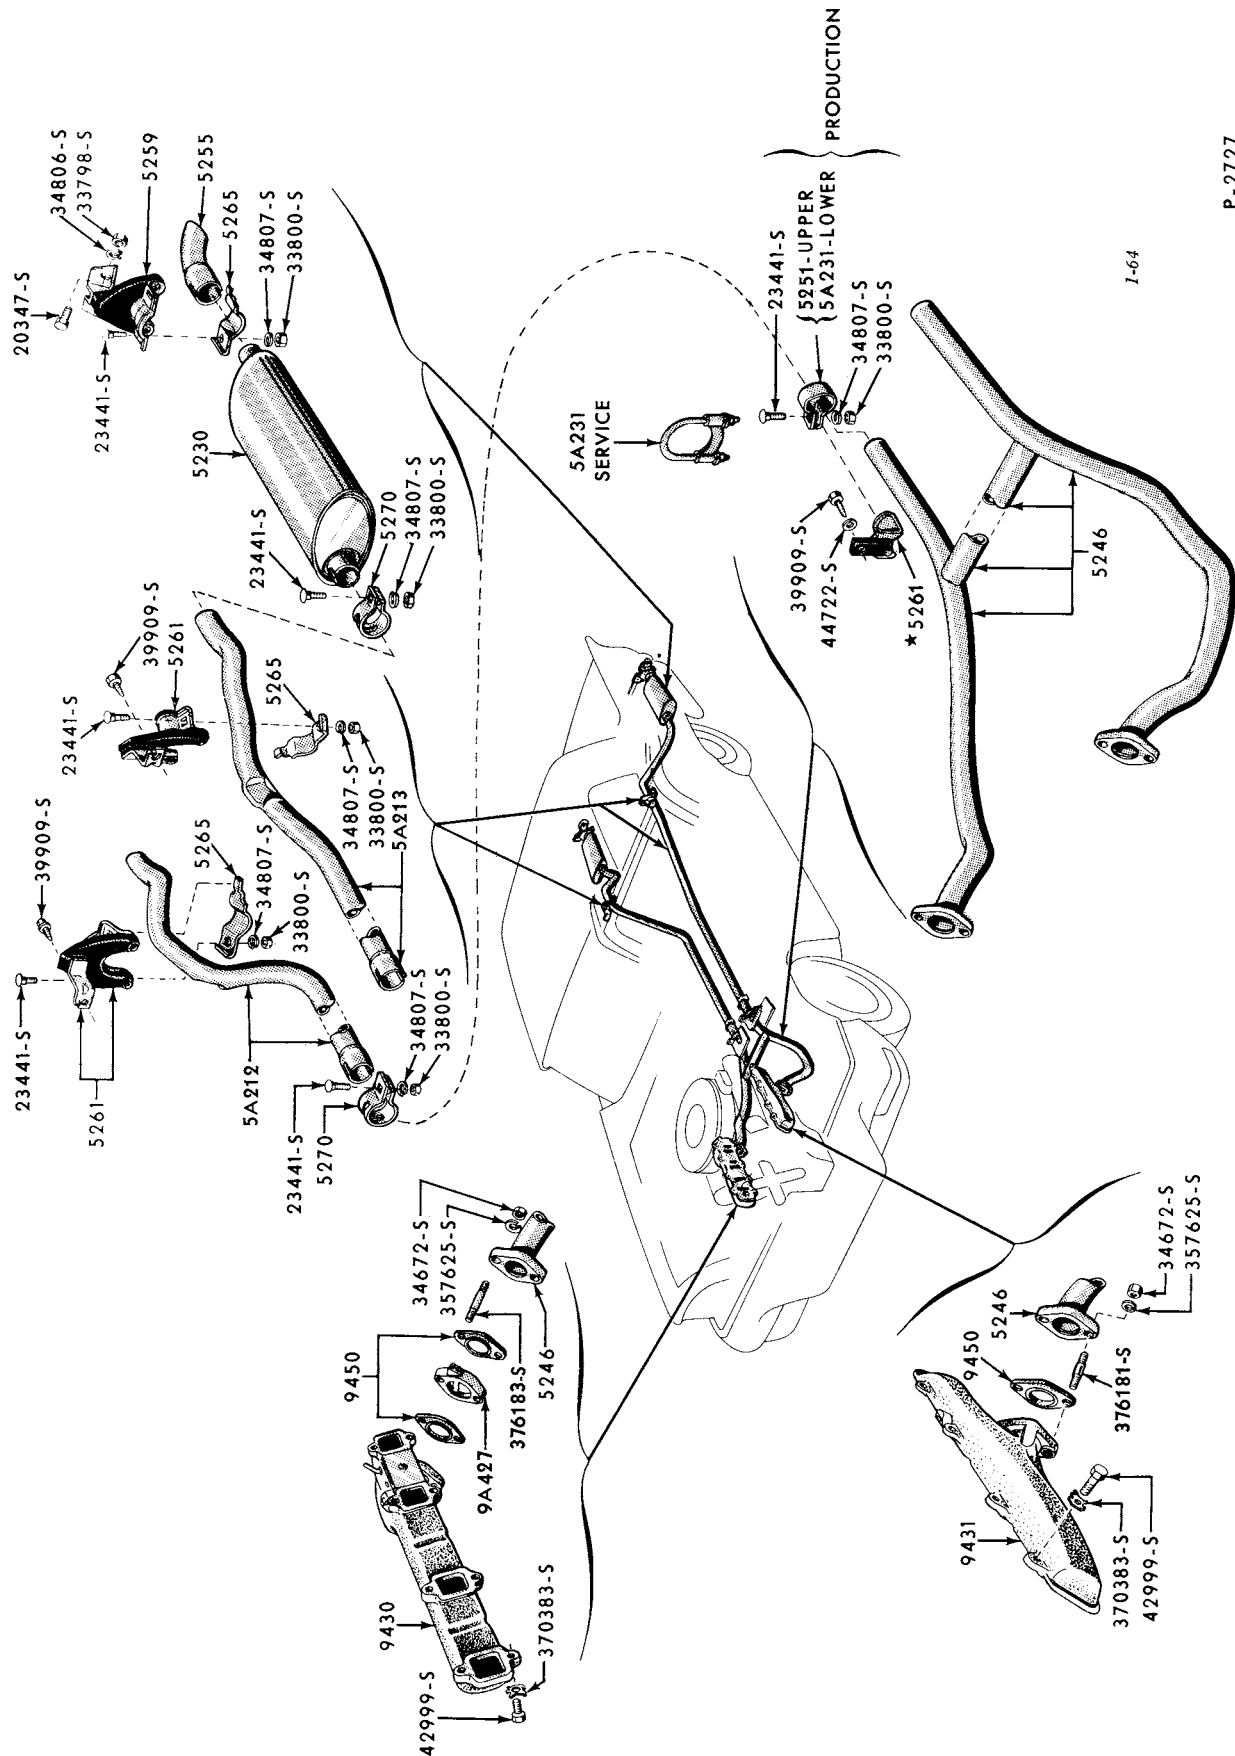 42999-S
370383-S
9430
9450
9A427
376183-S
5246
34672-S
357625-S
23441-S
5261
39909-S
5A212
5265
34807-S
33800-S
23441-S
5270
34807-S
33800-S
23441-S
39909-S
5261
5265
34807-S
33800-S
5A213
20347-S
34806-S
33798-S
5259
5255
23441-S
5265
34807-S
33800-S
5230
23441-S
5270
34807-S
33800-S
5A231
SERVICE
23441-S
5251-UPPER
5A231-LOWER
PRODUCTION
34807-S
33800-S
39909-S
44722-S
★5261
5246
9431
9450
5246
34672-S
357625-S
376181-S
370383-S
42999-S
1-64
P-2727